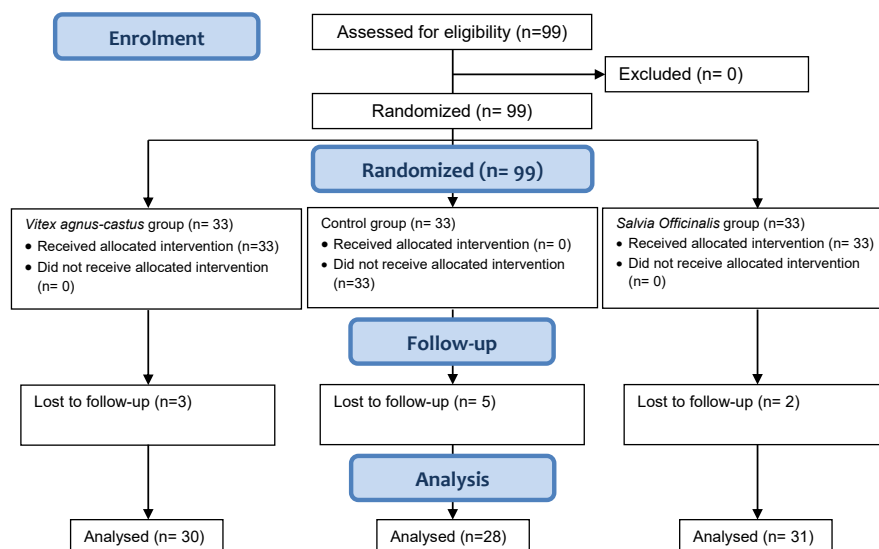 Enrolment
Assessed for eligibility (n=99)
Excluded (n= 0)
Randomized (n= 99)
Randomized (n= 99)
Vitex agnus-castus group (n= 33)
• Received allocated intervention (n=33)
• Did not receive allocated intervention
(n= 0)
Control group (n= 33)
• Received allocated intervention (n= 0)
• Did not receive allocated intervention
(n=33)
Salvia Officinalis group (n=33)
• Received allocated intervention (n= 33)
• Did not receive allocated intervention
(n= 0)
Follow-up
Lost to follow-up (n=3)
Lost to follow-up (n= 5)
Lost to follow-up (n= 2)
Analysis
Analysed (n= 30)
Analysed (n=28)
Analysed (n= 31)